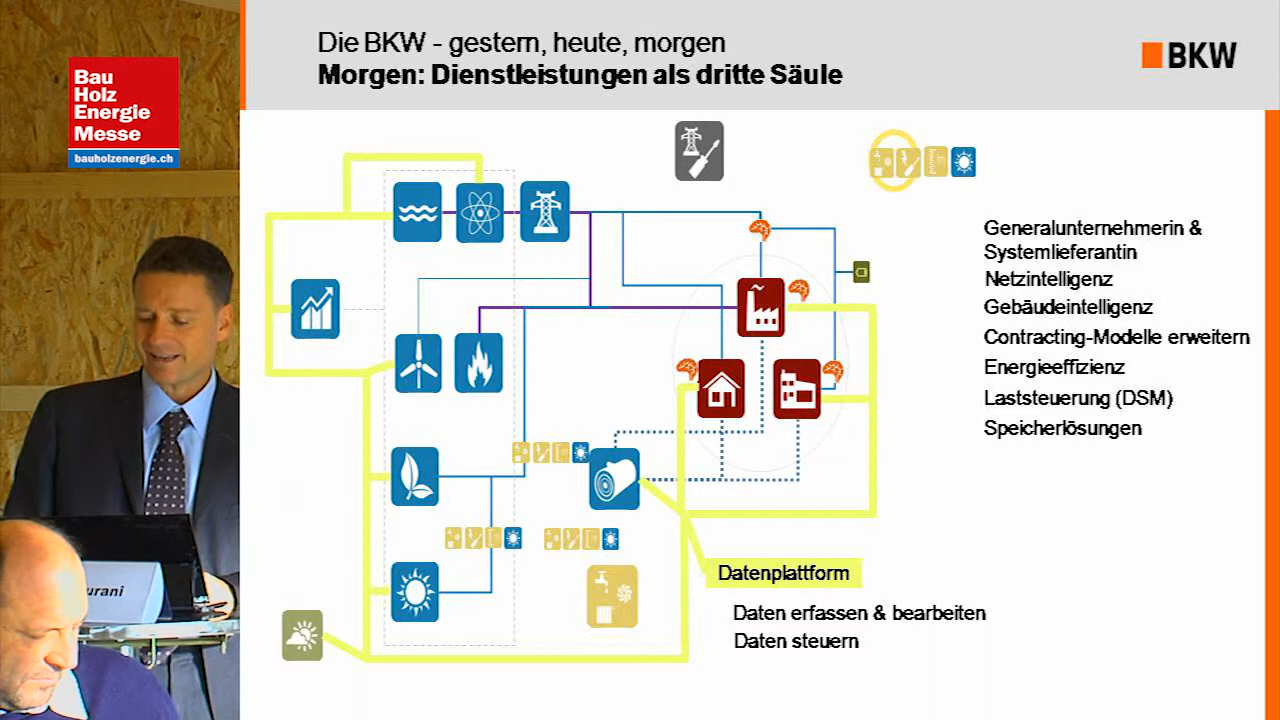 Bau
Holz
Energie
Messe
bauholzenergie.ch
Die BKW - gestern, heute, morgen
Morgen: Dienstleistungen als dritte Säule
BKW
Generalunternehmerin &
Systemlieferantin
Netzintelligenz
Gebäudeintelligenz
Contracting-Modelle erweitern
Energieeffizienz
Laststeuerung (DSM)
Speicherlösungen
Datenplattform
Daten erfassen & bearbeiten
Daten steuern
urani